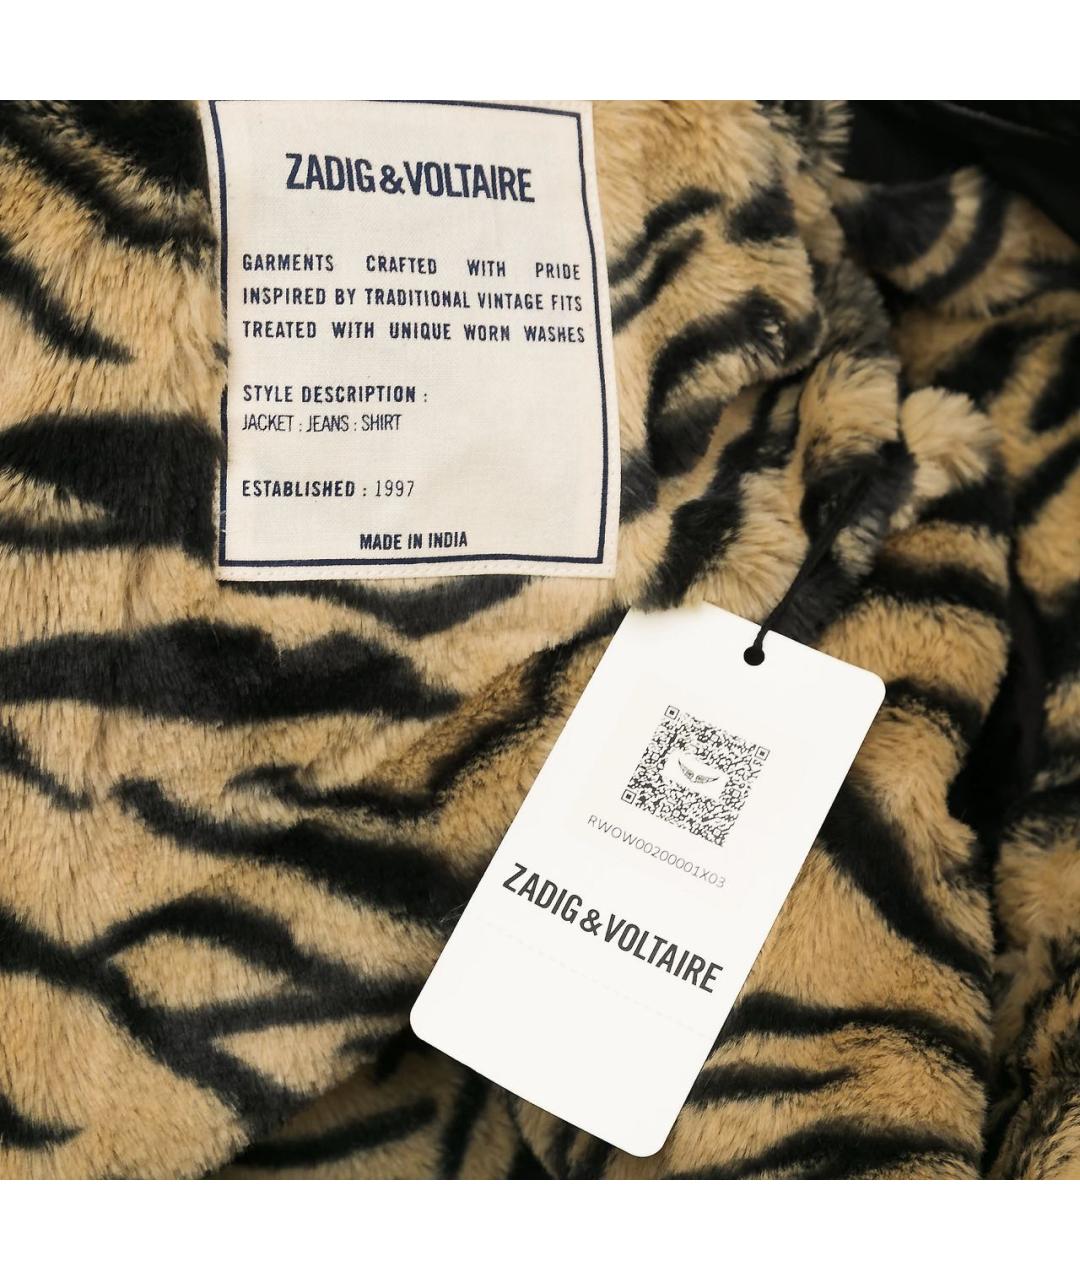 ZADIG&VOLTAIRE
GARMENTS CRAFTED WITH PRIDE
INSPIRED BY TRADITIONAL VINTAGE FITS
TREATED WITH UNIQUE WORN WASHES
STYLE DESCRIPTION :
JACKET : JEANS : SHIRT
ESTABLISHED : 1997
MADE IN INDIA
RWOW00200001X03
ZADIG&VOLTAIRE